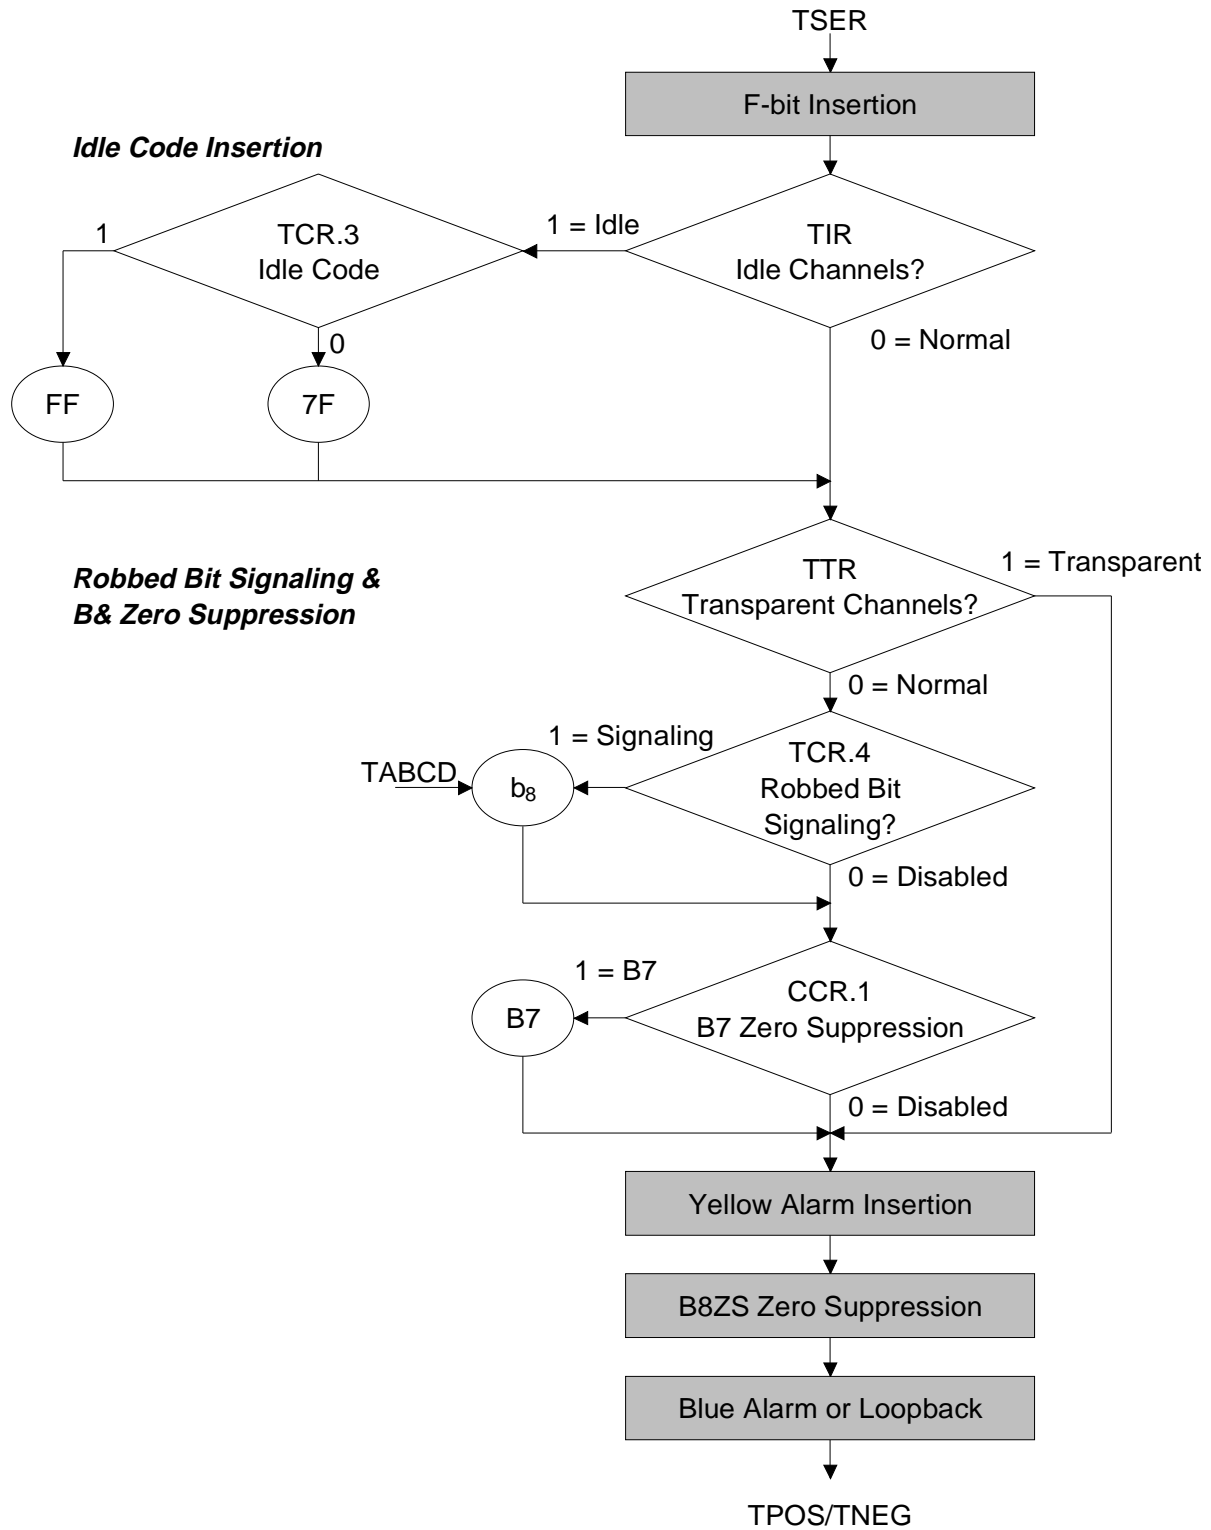 TSER
F-bit Insertion
Idle Code Insertion
1
TCR.3
Idle Code
1 = Idle
TIR
Idle Channels?
0
0 = Normal
FF
7F
Robbed Bit Signaling &
B& Zero Suppression
TTR
Transparent Channels?
1 = Transparent
0 = Normal
1 = Signaling
TABCD
b8
TCR.4
Robbed Bit
Signaling?
0 = Disabled
1 = B7
B7
CCR.1
B7 Zero Suppression
0 = Disabled
Yellow Alarm Insertion
B8ZS Zero Suppression
Blue Alarm or Loopback
TPOS/TNEG